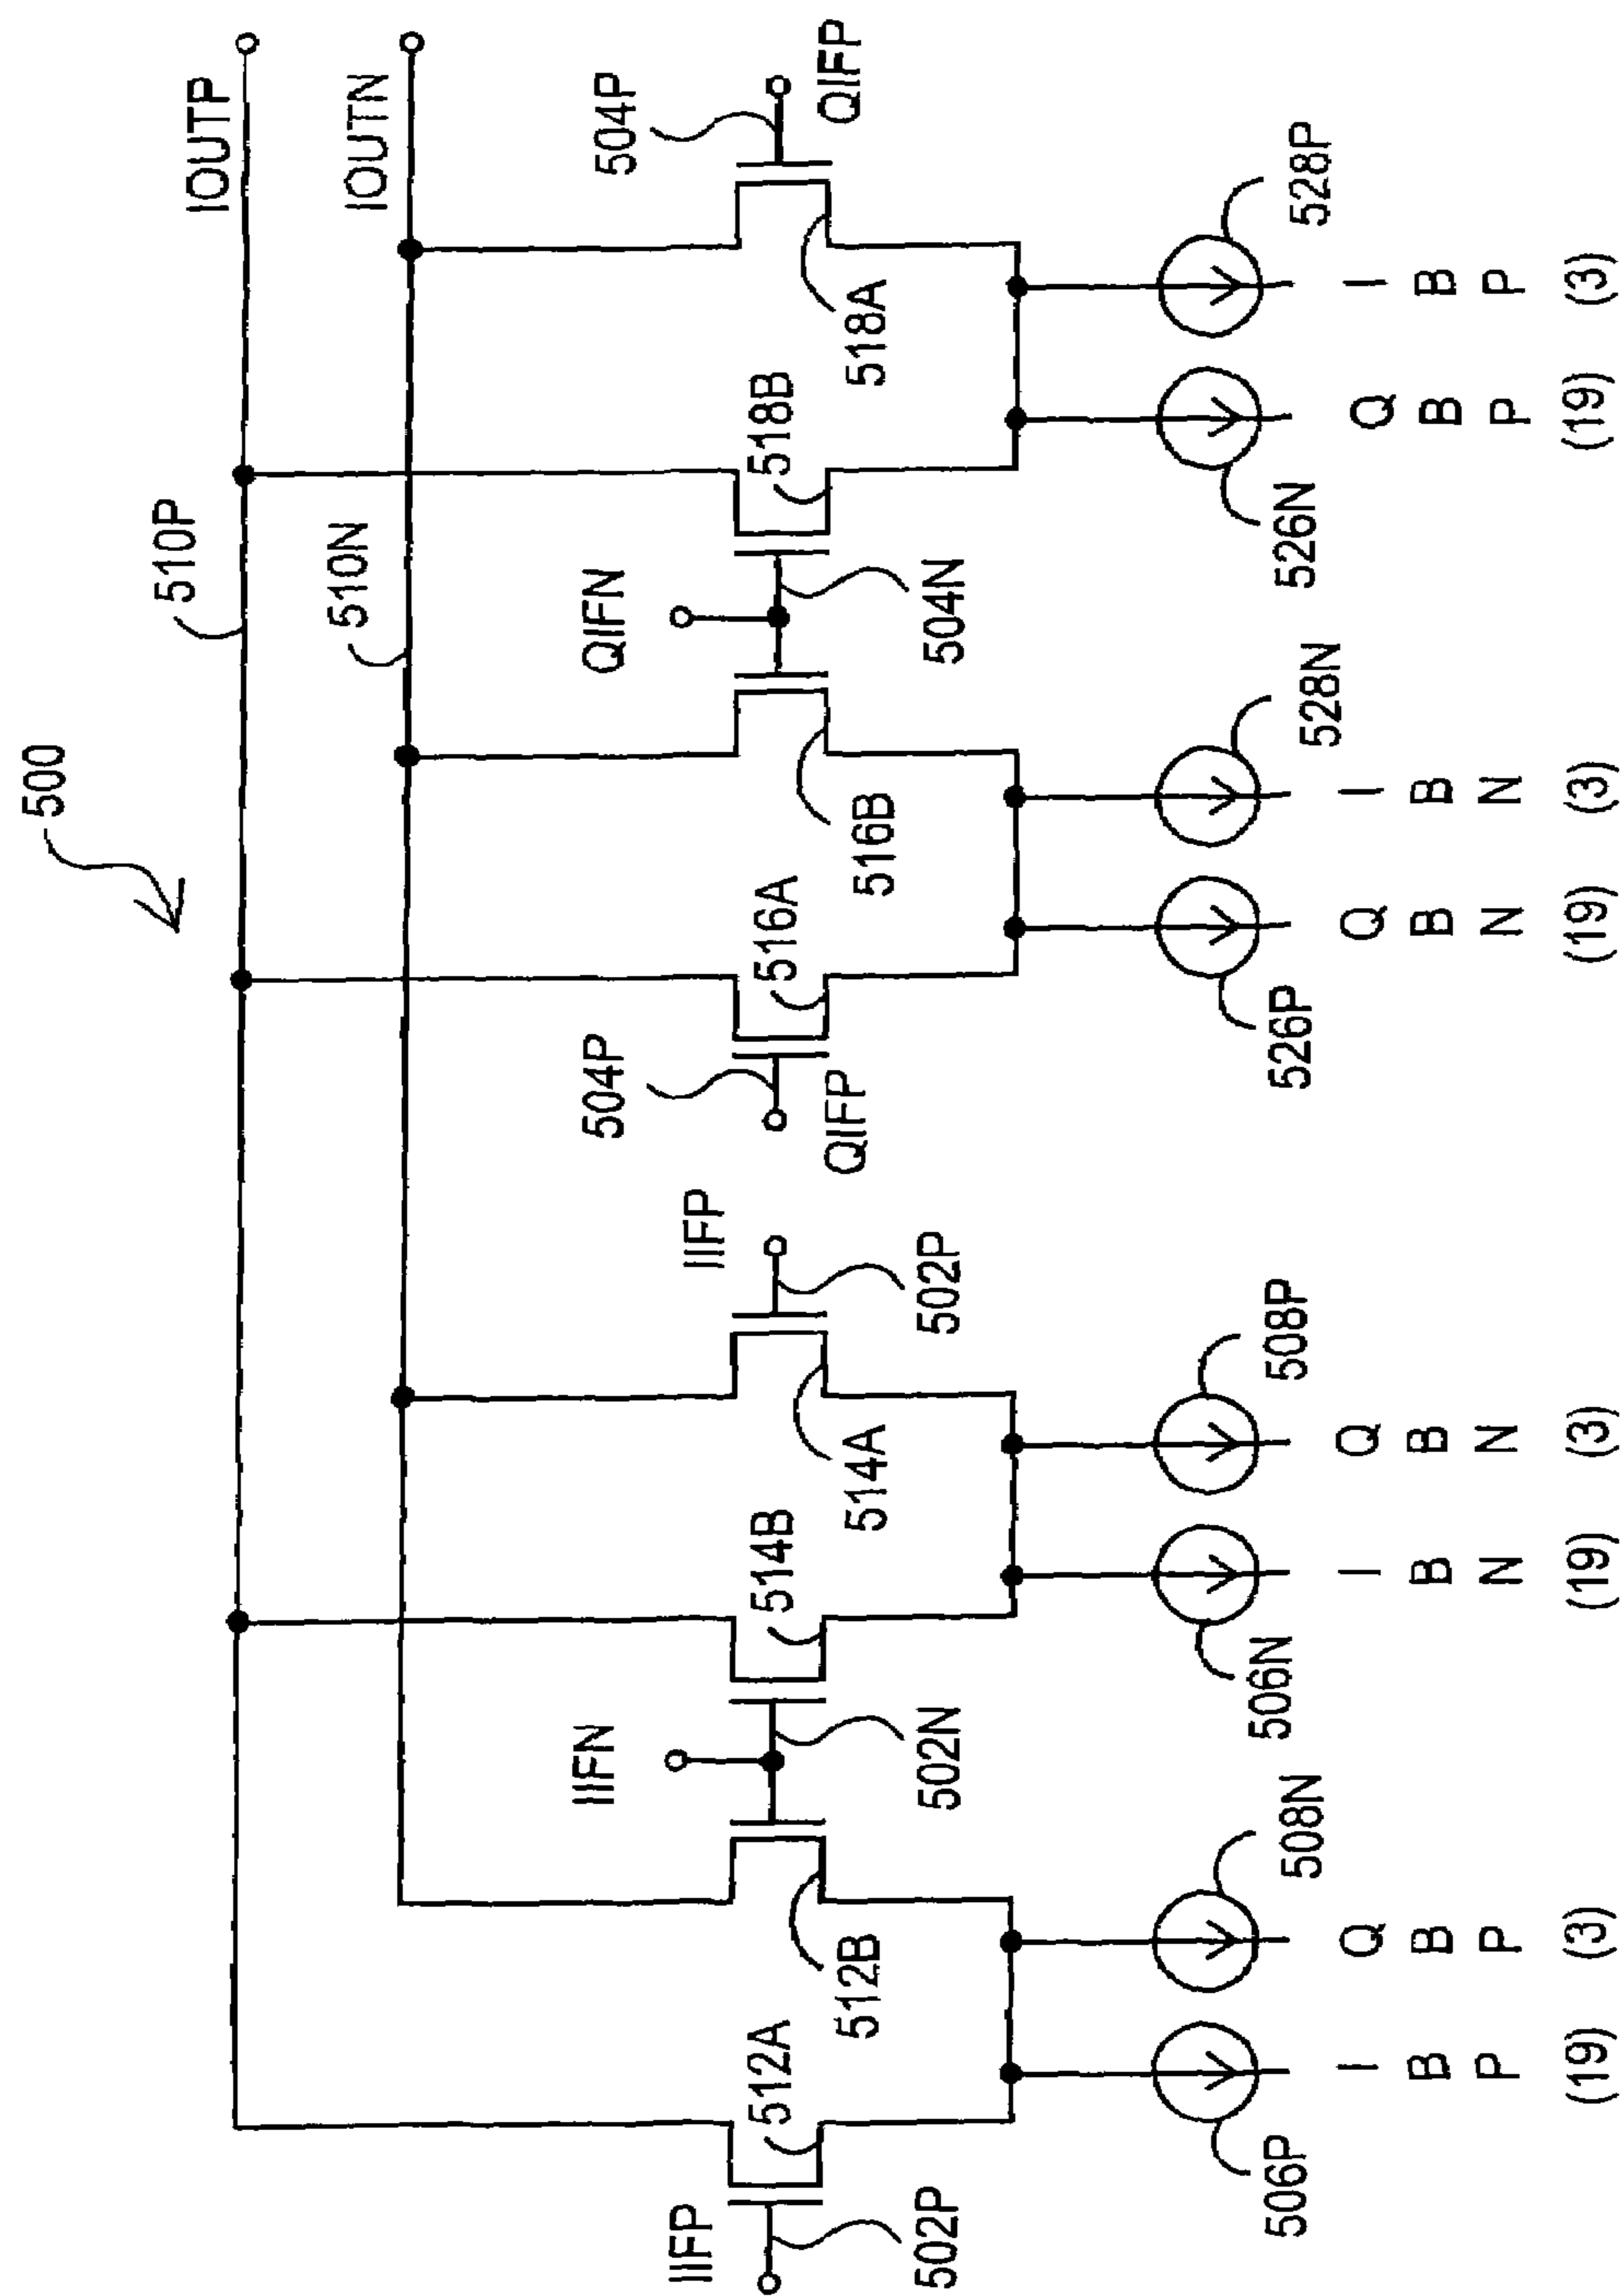 500
510P
IOUTP
510N
IOUTN
IIFN
504P
QIFN
504P
IIFP
IIFP
512A
514B
516A
518B
QIFP
QIFP
512B
514A
516B
518A
502P
502N
502P
504N
506P
508N
506N
508P
526P
528N
526N
528P
I Q I Q Q I Q I
B B B B B B B B
P P N N N N P P
(19) (3) (19) (3) (19) (3) (19) (3)